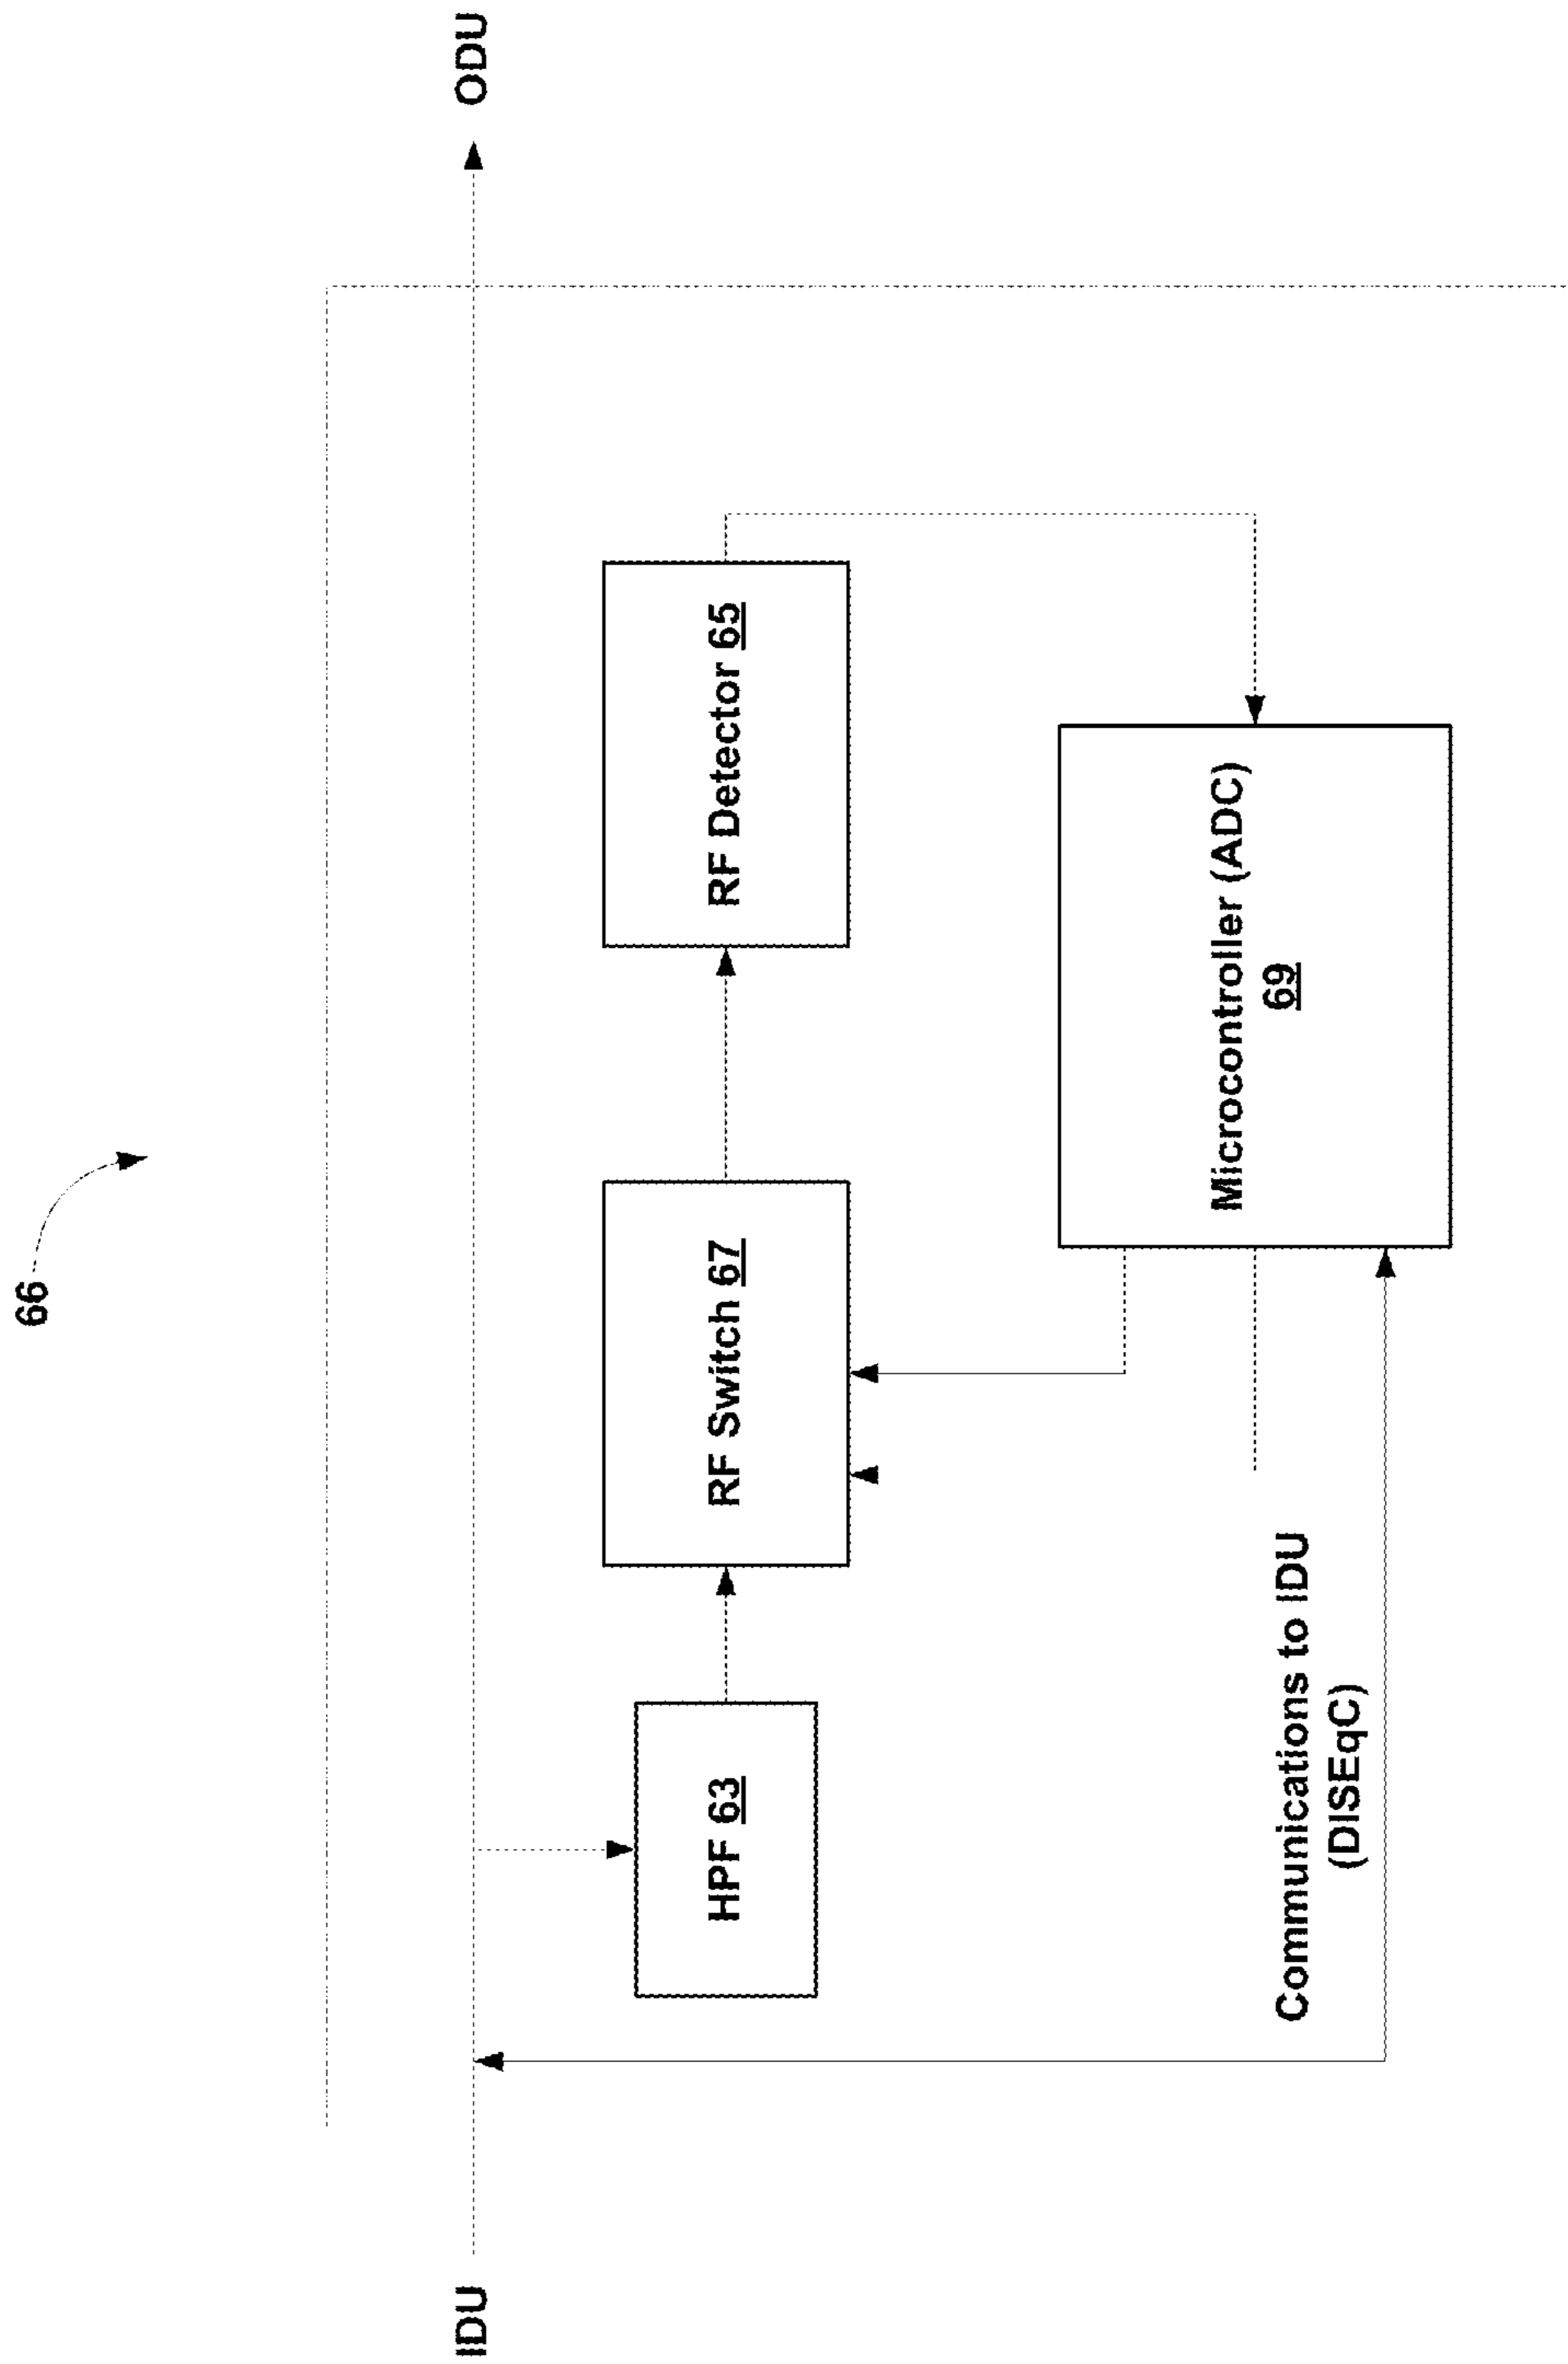 66
IDU
ODU
HPF 63
RF Switch 67
RF Detector 65
Microcontroller (ADC)
69
Communications to IDU
(DISEqC)